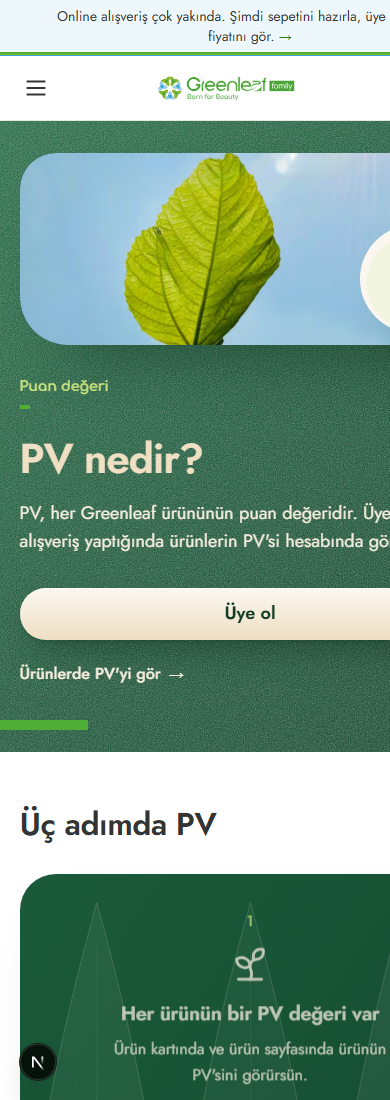 Online alışveriş çok yakında. Şimdi sepetini hazırla, üye
fiyatını gör. →
Greenleaf family
Born for Beauty
Puan değeri
PV nedir?
PV, her Greenleaf ürününün puan değeridir. Üye
alışveriş yaptığında ürünlerin PV'si hesabında
Üye ol
Ürünlerde PV'yi gör →
Üç adımda PV
1
Her ürünün bir PV değeri var
Ürün kartında ve ürün sayfasında ürünün
PV'sini görürsün.
N